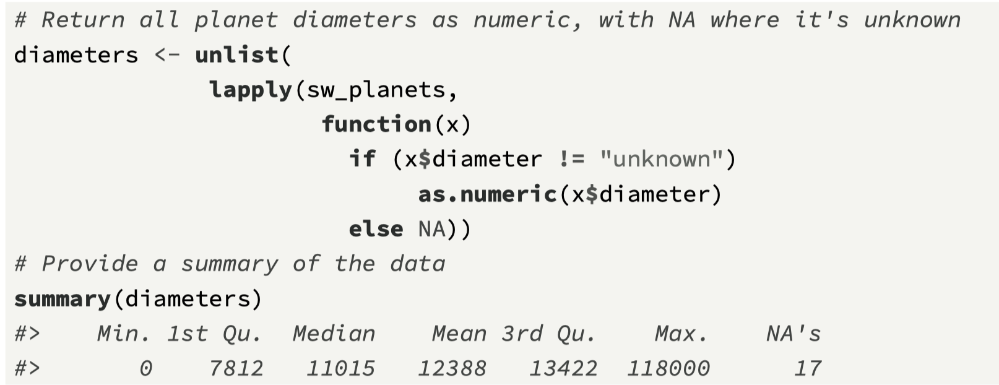 # Return all planet diameters as numeric, with NA where it's unknown
diameters <- unlist(
              lapply(sw_planets,
                      function(x)
                        if (x$diameter != "unknown")
                             as.numeric(x$diameter)
                        else NA))
# Provide a summary of the data
summary(diameters)
#>    Min. 1st Qu.  Median    Mean 3rd Qu.    Max.    NA's
#>       0    7812   11015   12388   13422  118000      17